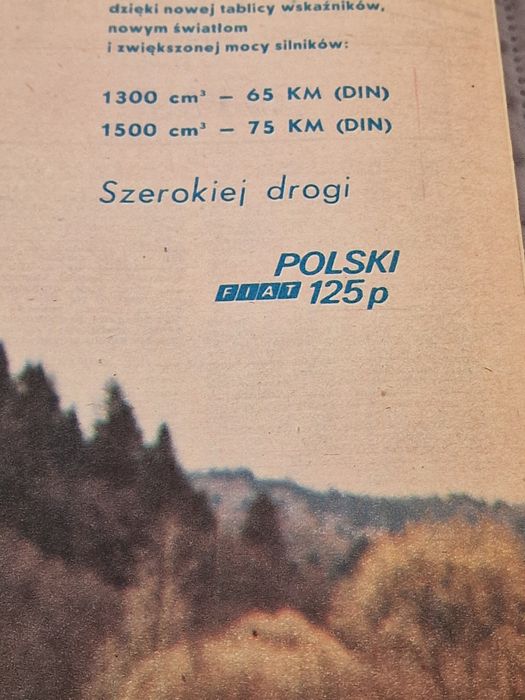 dzięki nowej tablicy wskaźników,
nowym światłom
i zwiększonej mocy silników:
1300 cm³ – 65 KM (DIN)
1500 cm³ – 75 KM (DIN)
Szerokiej drogi
POLSKI
FIAT 125p